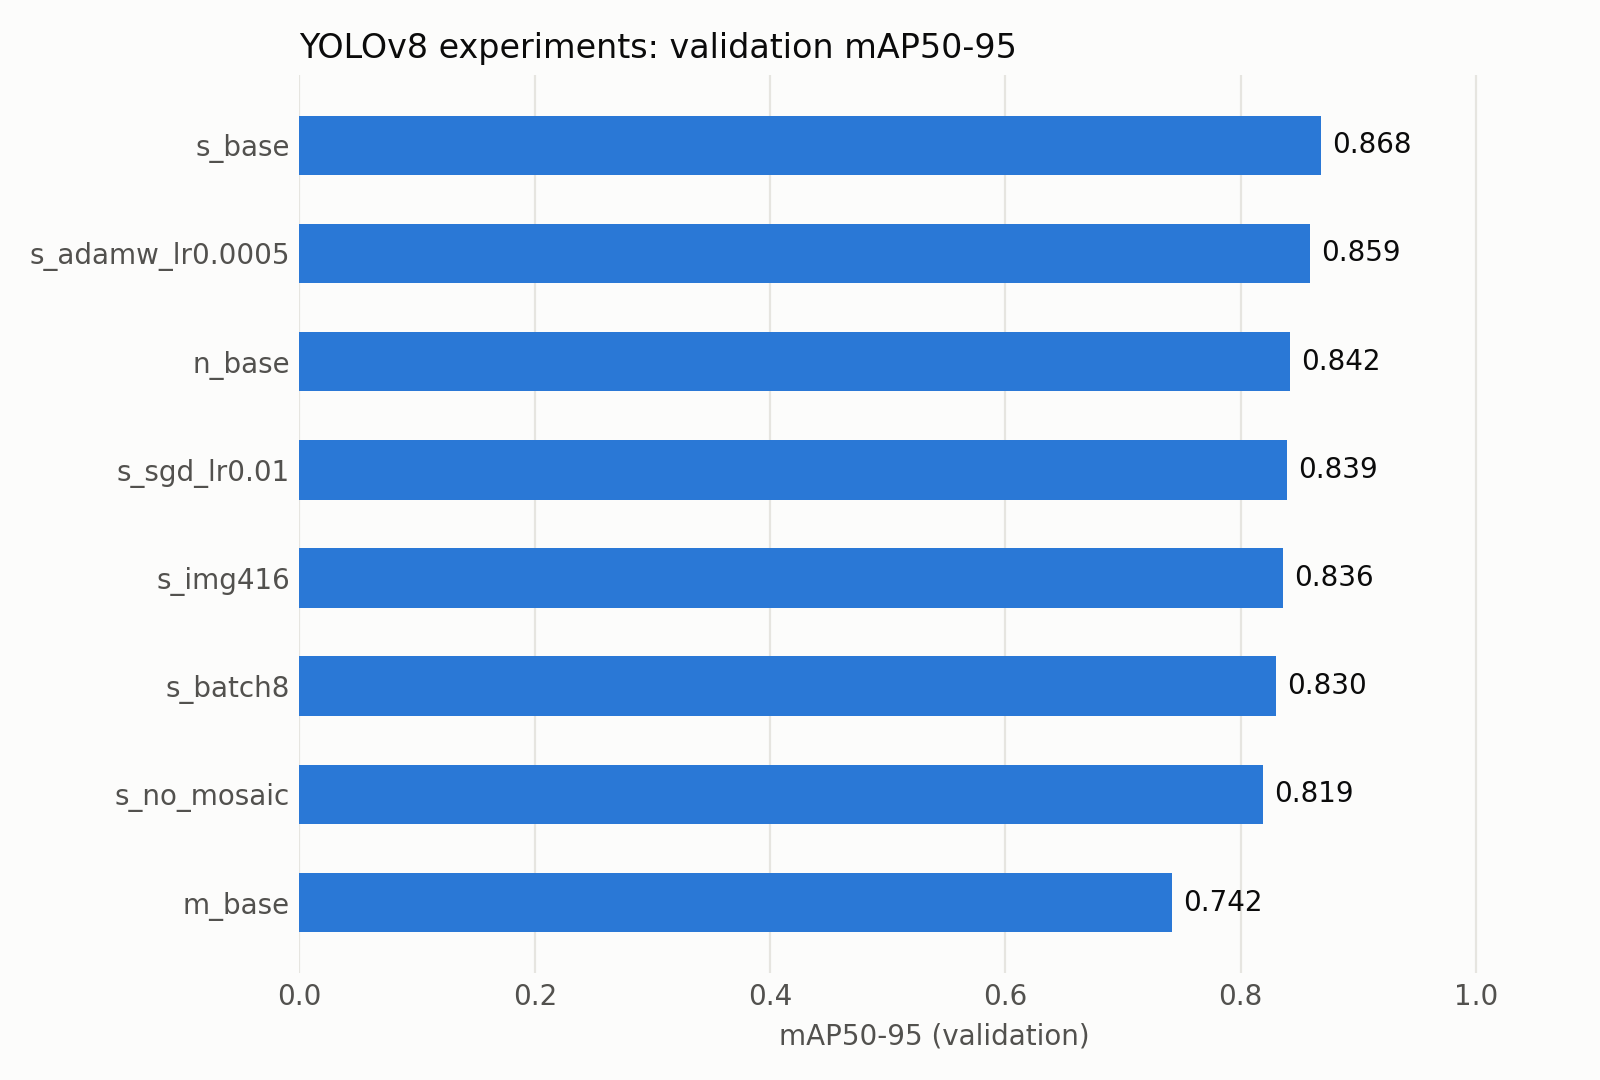 YOLOv8 experiments: validation mAP50-95
s_base 0.868
s_adamw_lr0.0005 0.859
n_base 0.842
s_sgd_lr0.01 0.839
s_img416 0.836
s_batch8 0.830
s_no_mosaic 0.819
m_base 0.742
0.0 0.2 0.4 0.6 0.8 1.0
mAP50-95 (validation)